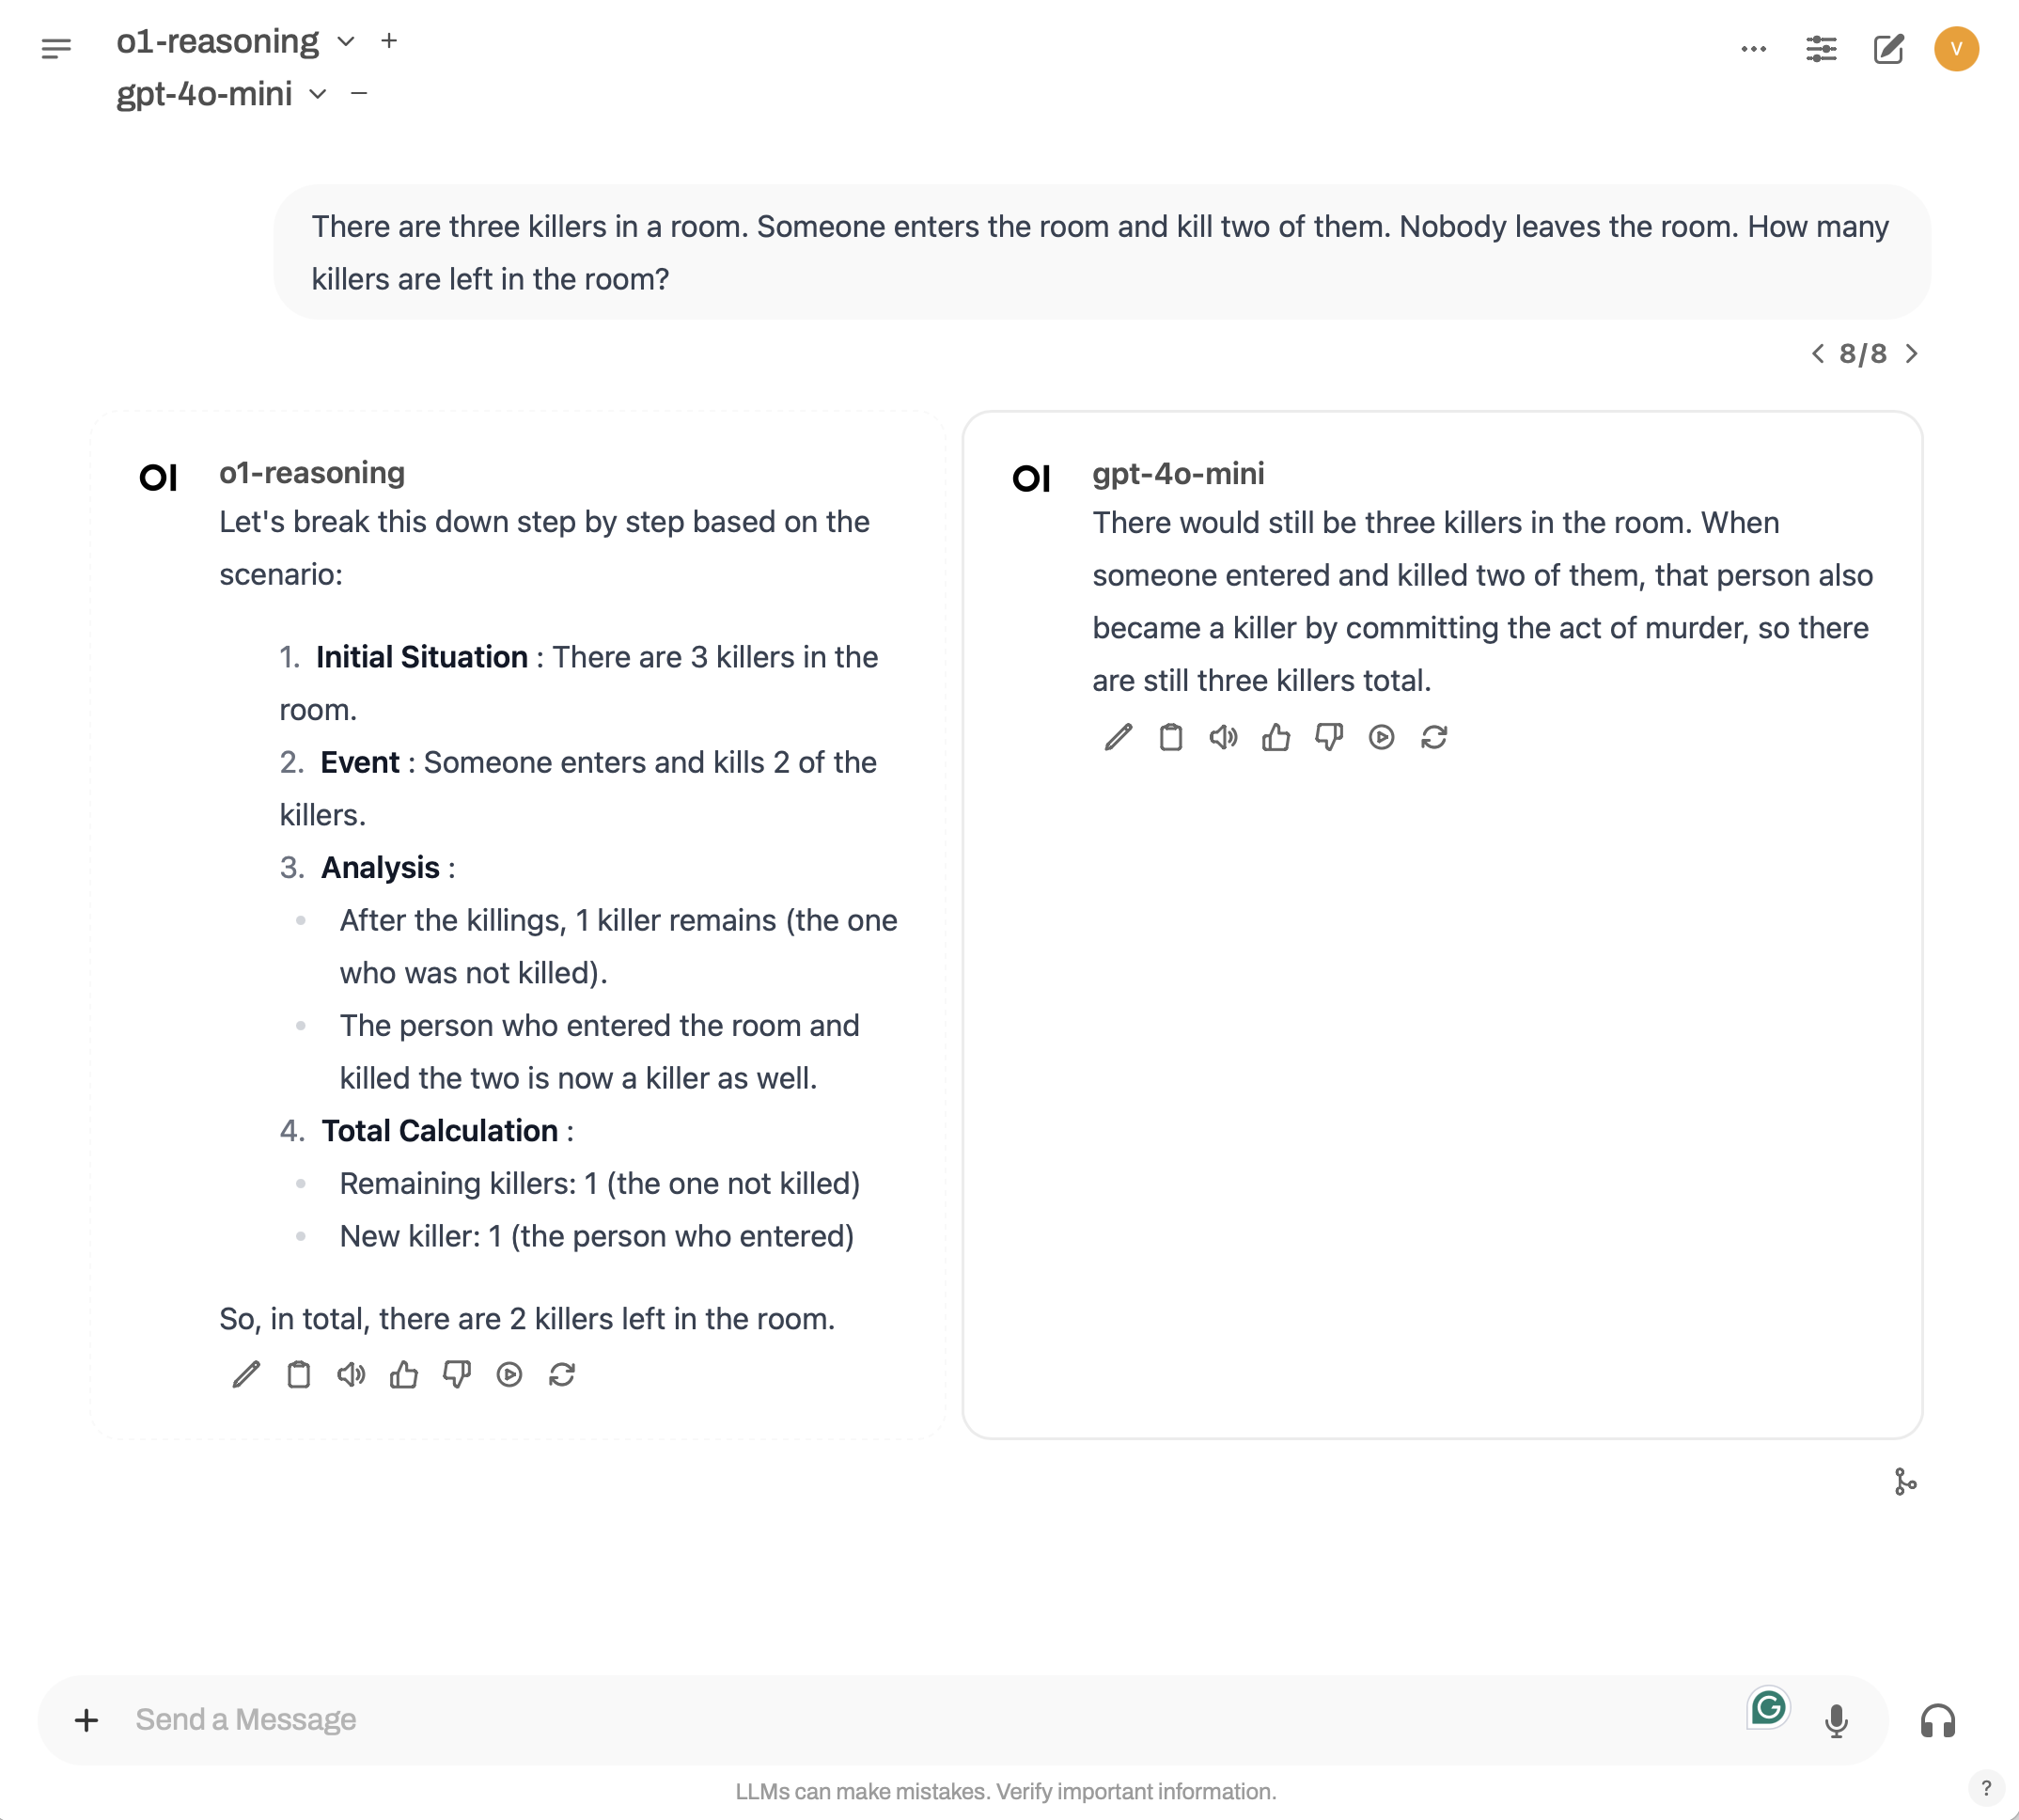 o1-reasoning
gpt-4o-mini
V
There are three killers in a room. Someone enters the room and kill two of them. Nobody leaves the room. How many
killers are left in the room?
8/8
OI
o1-reasoning
Let's break this down step by step based on the
scenario:
1. Initial Situation : There are 3 killers in the
room.
2. Event : Someone enters and kills 2 of the
killers.
3. Analysis :
After the killings, 1 killer remains (the one
who was not killed).
The person who entered the room and
killed the two is now a killer as well.
4. Total Calculation :
Remaining killers: 1 (the one not killed)
New killer: 1 (the person who entered)
So, in total, there are 2 killers left in the room.
OI
gpt-4o-mini
There would still be three killers in the room. When
someone entered and killed two of them, that person also
became a killer by committing the act of murder, so there
are still three killers total.
Send a Message
G
LLMs can make mistakes. Verify important information.
?